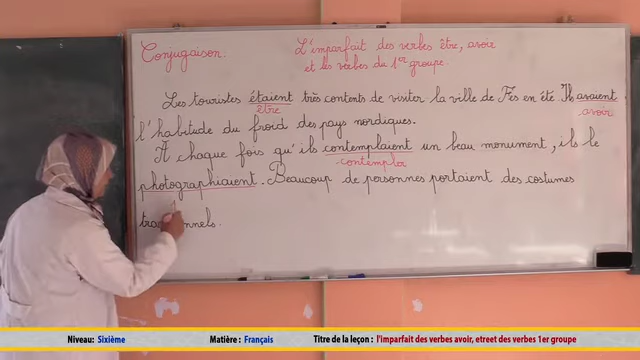 Conjugaison:
L'imparfait des verbes être, avoir
et les verbes du 1er groupe.
Les touristes étaient très contents de visiter la ville de Fès en été. Ils avaient
être
avoir
l'habitude du froid des pays nordiques.
A chaque fois qu'ils contemplaient un beau monument, ils le
contempler
photographiaient. Beaucoup de personnes portaient des costumes
Niveau: Sixième Matière : Français Titre de la leçon : l'imparfait des verbes avoir, etreet des verbes 1er groupe